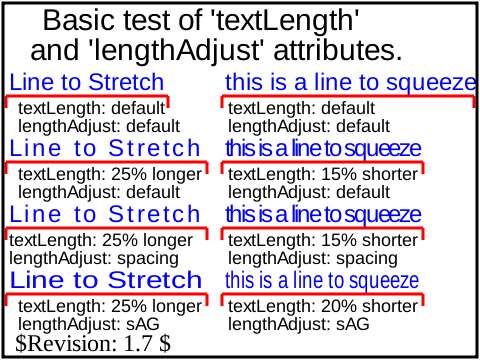 Basic test of 'textLength'
and 'lengthAdjust' attributes.
Line to Stretch
this is a line to squeeze
textLength: default
lengthAdjust: default
textLength: default
lengthAdjust: default
Line to Stretch
this is a line to squeeze
textLength: 25% longer
lengthAdjust: default
textLength: 15% shorter
lengthAdjust: default
Line to Stretch
this is a line to squeeze
textLength: 25% longer
lengthAdjust: spacing
textLength: 15% shorter
lengthAdjust: spacing
Line to Stretch
this is a line to squeeze
textLength: 25% longer
lengthAdjust: sAG
textLength: 20% shorter
lengthAdjust: sAG
$Revision: 1.7 $